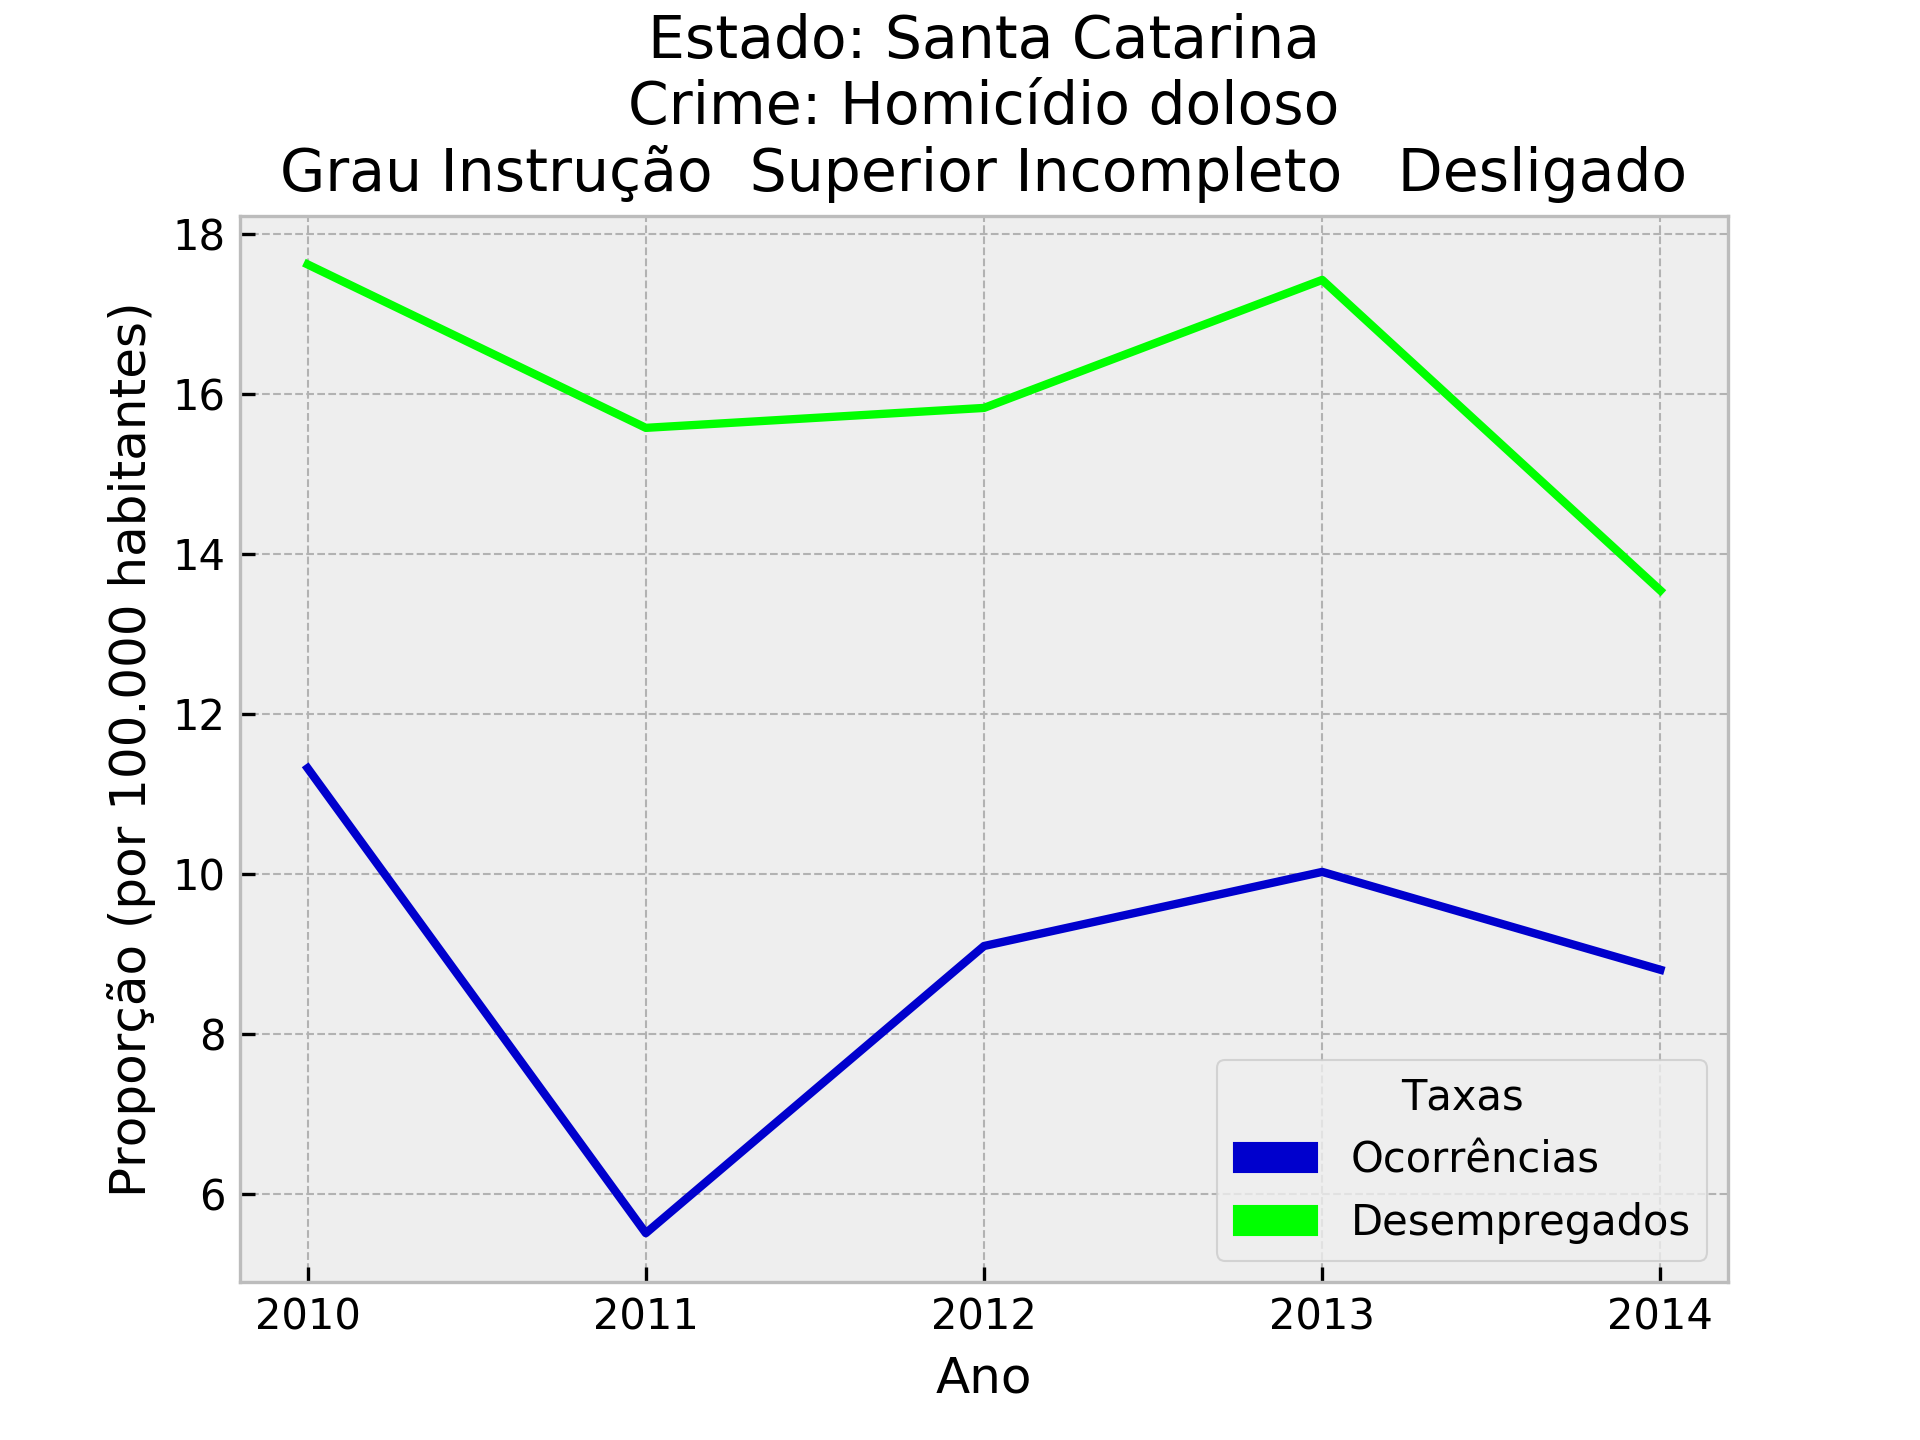 Estado: Santa Catarina
Crime: Homicídio doloso
Grau Instrução  Superior Incompleto   Desligado
Proporção (por 100.000 habitantes)
18
16
14
12
10
8
6
Taxas
Ocorrências
Desempregados
2010 2011 2012 2013 2014
Ano